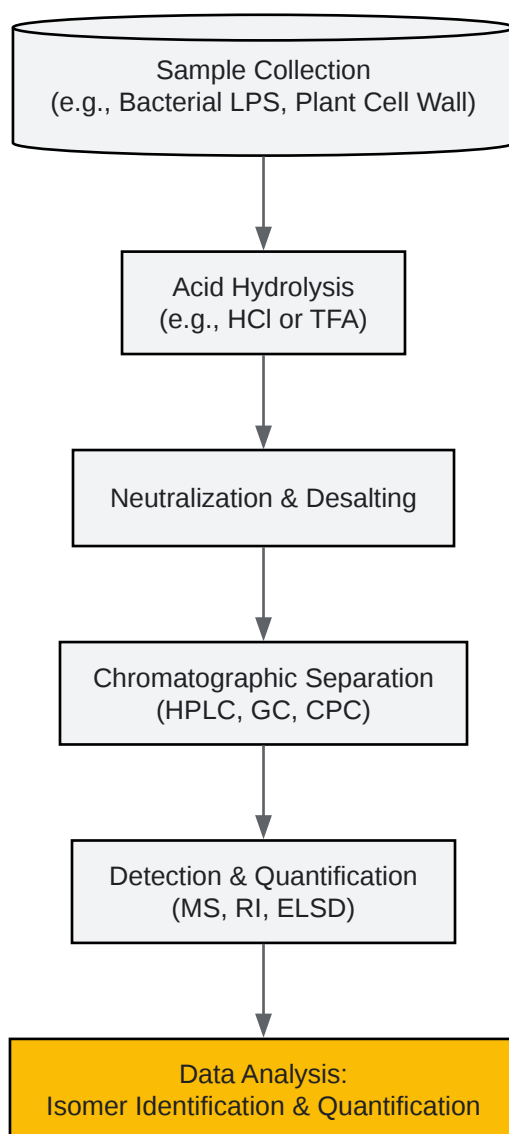 Sample Collection
(e.g., Bacterial LPS, Plant Cell Wall)
Acid Hydrolysis
(e.g., HCl or TFA)
Neutralization & Desalting
Chromatographic Separation
(HPLC, GC, CPC)
Detection & Quantification
(MS, RI, ELSD)
Data Analysis:
Isomer Identification & Quantification